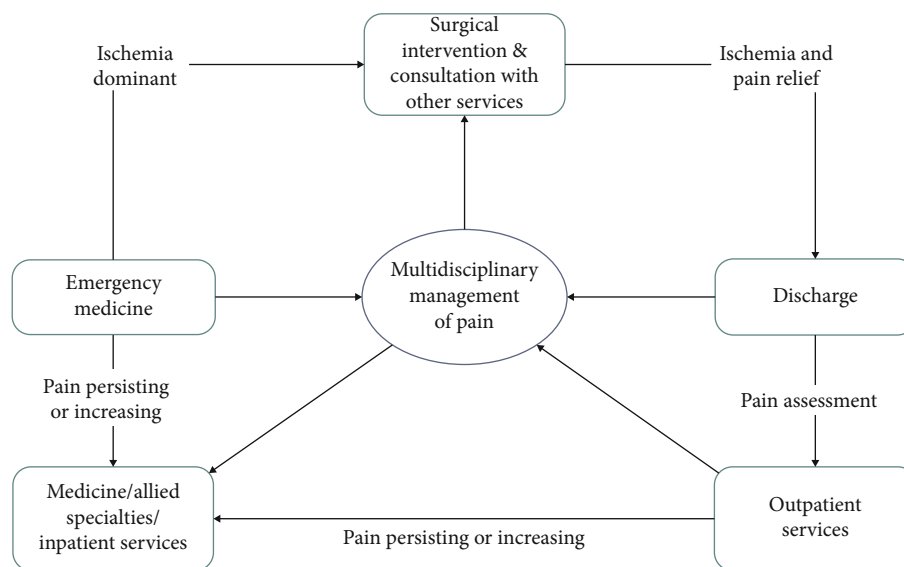 Ischemia
dominant
Surgical
intervention &
consultation with
other services
Ischemia and
pain relief
Emergency
medicine
Multidisciplinary
management
of pain
Discharge
Pain persisting
or increasing
Pain assessment
Medicine/allied
specialties/
inpatient services
Pain persisting or increasing
Outpatient
services